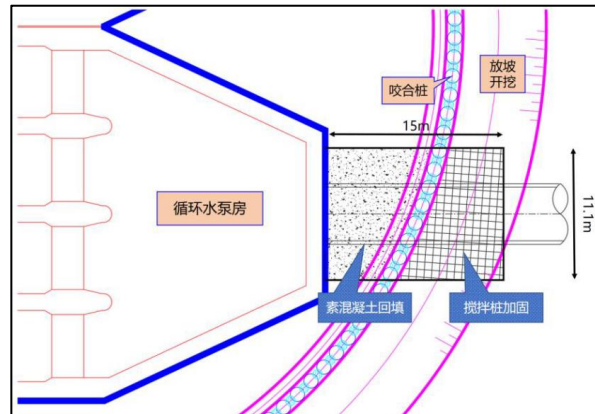 放坡
开挖
咬合桩
15m
循环水泵房
11.1m
素混凝土回填
搅拌桩加固